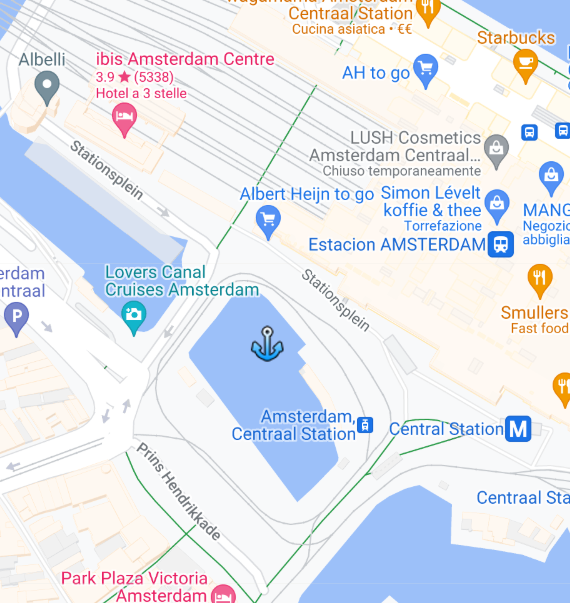 Wagamama Amsterdam
Centraal Station
Cucina asiatica • €€
Starbucks
Albelli
ibis Amsterdam Centre
3.9 ★ (5338)
Hotel a 3 stelle
AH to go
LUSH Cosmetics
Amsterdam Centraal...
Chiuso temporaneamente
Stationsplein
Albert Heijn to go
Simon Lévelt
koffie & thee
Torrefazione
MANG
Negozio
abbiglia
Estacion AMSTERDAM
Lovers Canal
Cruises Amsterdam
erdam
ntraal
P
Stationsplein
Smullers
Fast food
Amsterdam,
Centraal Station
Central Station
M
Prins Hendrikkade
Centraal Sta
Park Plaza Victoria
Amsterdam